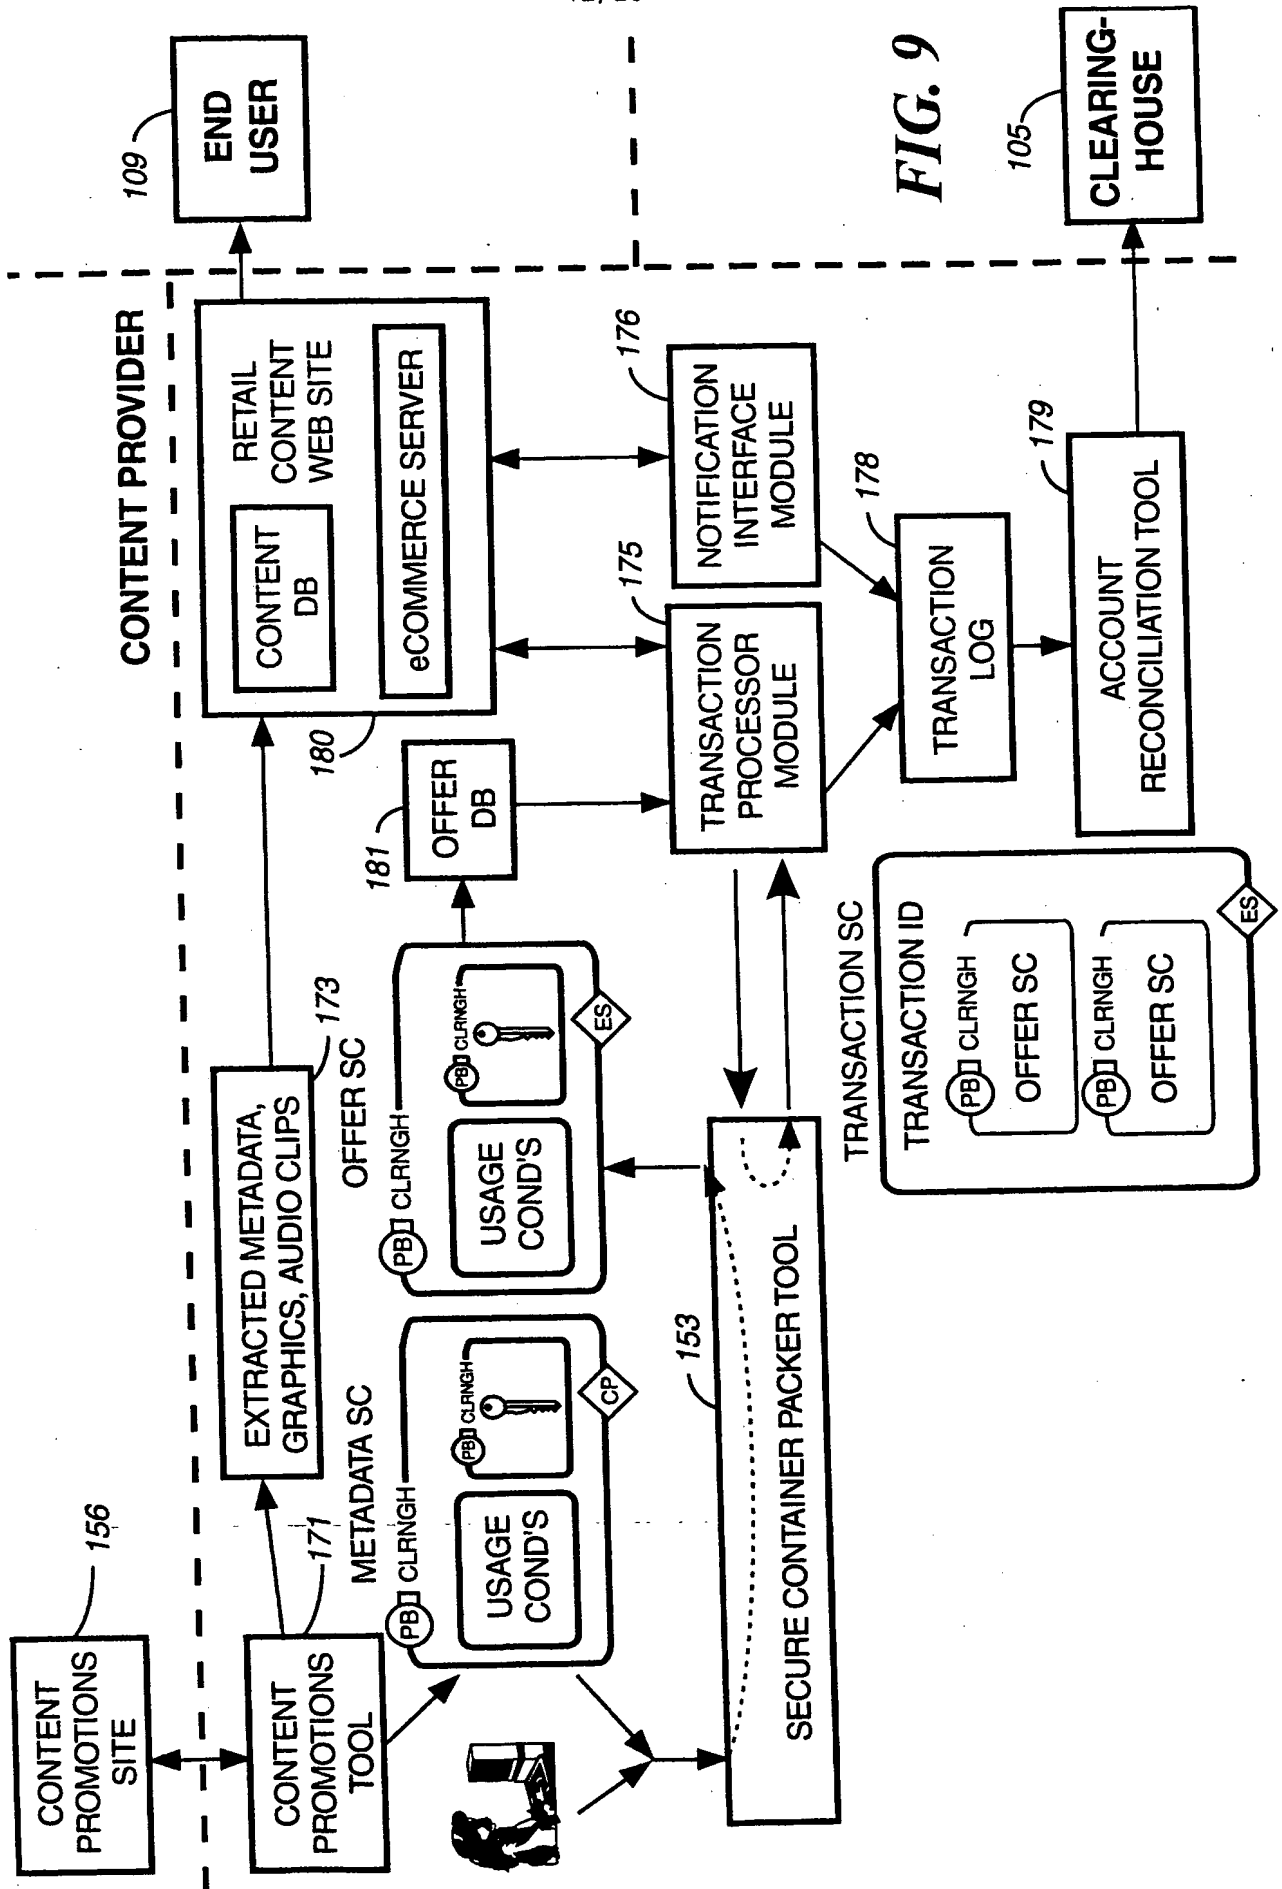 CONTENT PROVIDER
CONTENT
PROMOTIONS
SITE
156
CONTENT
PROMOTIONS
TOOL
171
EXTRACTED METADATA,
GRAPHICS, AUDIO CLIPS
173
CONTENT
DB
RETAIL
CONTENT
WEB SITE
eCOMMERCE SERVER
180
END
USER
109
METADATA SC
PB CLRNGH
USAGE
COND'S
PB CLRNGH
CP
OFFER SC
PB CLRNGH
USAGE
COND'S
PB CLRNGH
ES
OFFER
DB
181
SECURE CONTAINER PACKER TOOL
153
TRANSACTION
PROCESSOR
MODULE
175
NOTIFICATION
INTERFACE
MODULE
176
TRANSACTION
LOG
178
TRANSACTION SC
TRANSACTION ID
PB CLRNGH
OFFER SC
PB CLRNGH
OFFER SC
ES
ACCOUNT
RECONCILIATION TOOL
179
CLEARING-
HOUSE
105
FIG. 9